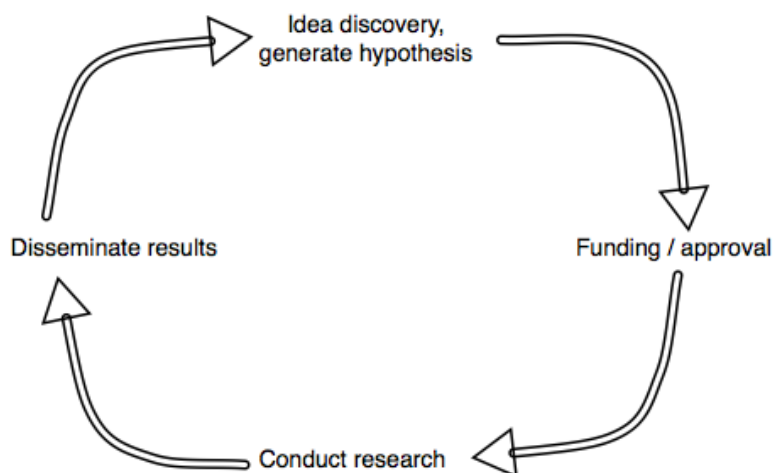 Idea discovery,
generate hypothesis
Disseminate results
Funding / approval
Conduct research